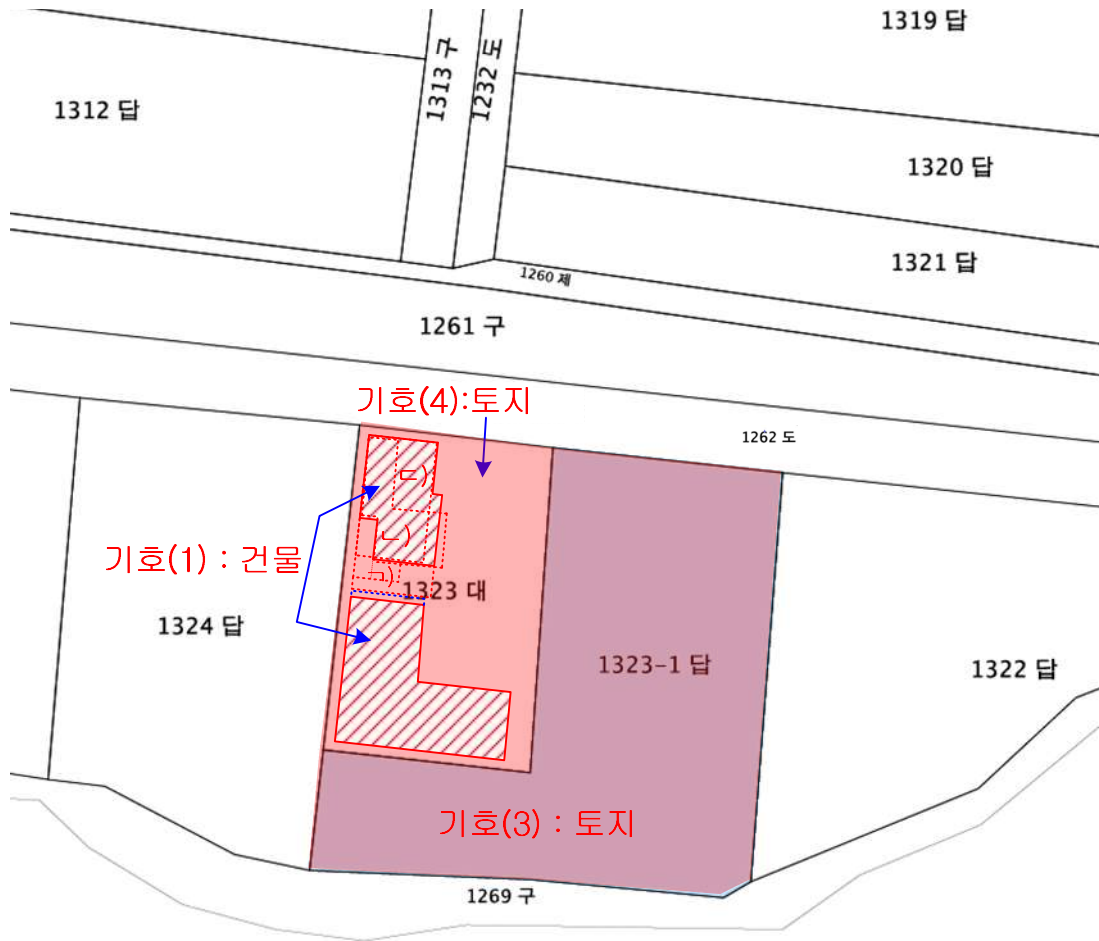 1319 답
1313 구
1232 도
1312 답
1320 답
1321 답
1260 제
1261 구
기호(4):토지
1262 도
ㄷ)
ㄴ)
기호(1) : 건물
ㄱ)
1323 대
1324 답
1323-1 답
1322 답
기호(3) : 토지
1269 구